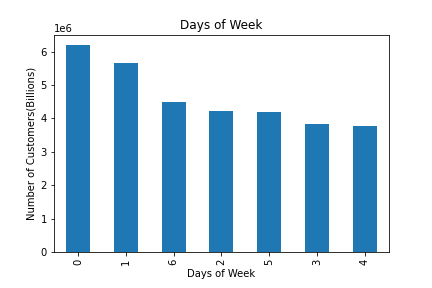 Days of Week
1e6
Number of Customers(Billions)
6
5
4
3
2
1
0
0 1 6 2 5 3 4
Days of Week